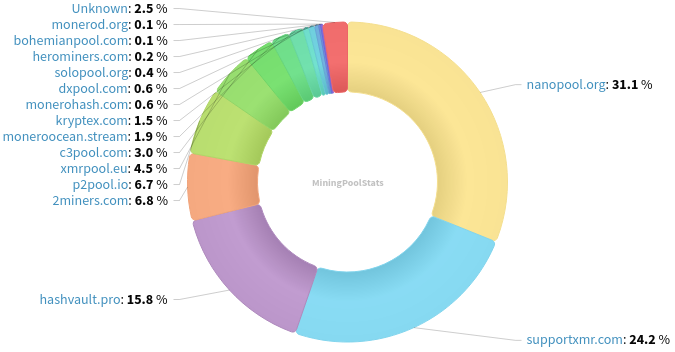 Unknown: 2.5 %
monerod.org: 0.1 %
bohemianpool.com: 0.1 %
herominers.com: 0.2 %
solopool.org: 0.4 %
dxpool.com: 0.6 %
monerohash.com: 0.6 %
kryptex.com: 1.5 %
moneroocean.stream: 1.9 %
c3pool.com: 3.0 %
xmrpool.eu: 4.5 %
p2pool.io: 6.7 %
2miners.com: 6.8 %
hashvault.pro: 15.8 %
nanopool.org: 31.1 %
MiningPoolStats
supportxmr.com: 24.2 %